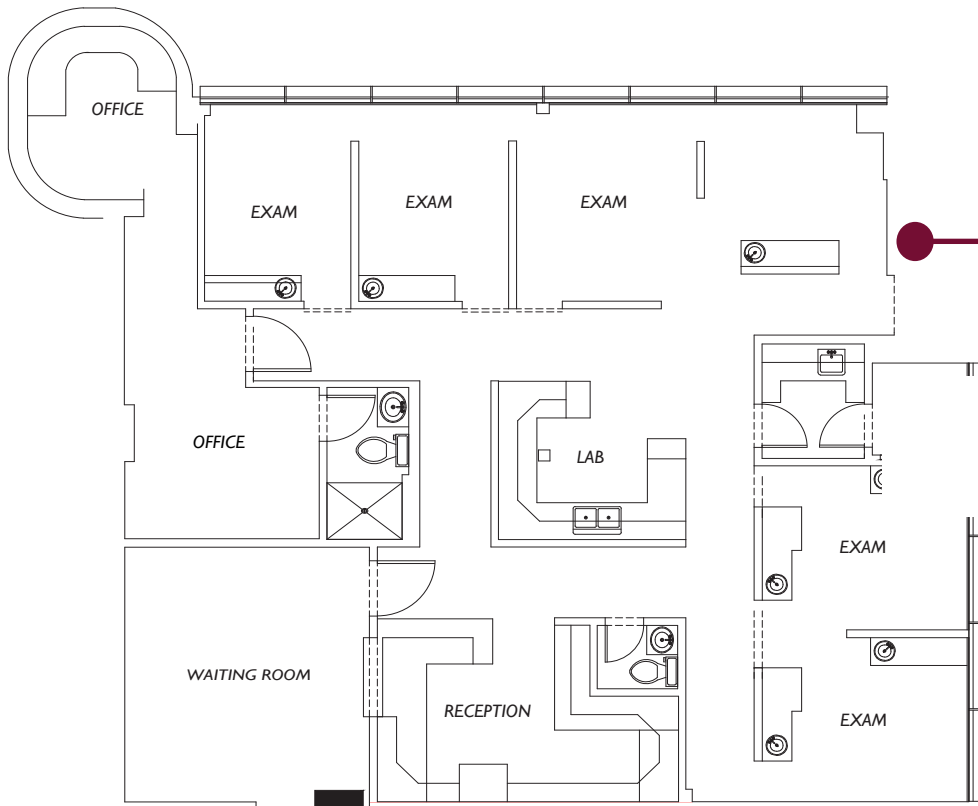 OFFICE
EXAM
EXAM
EXAM
OFFICE
LAB
EXAM
WAITING ROOM
RECEPTION
EXAM